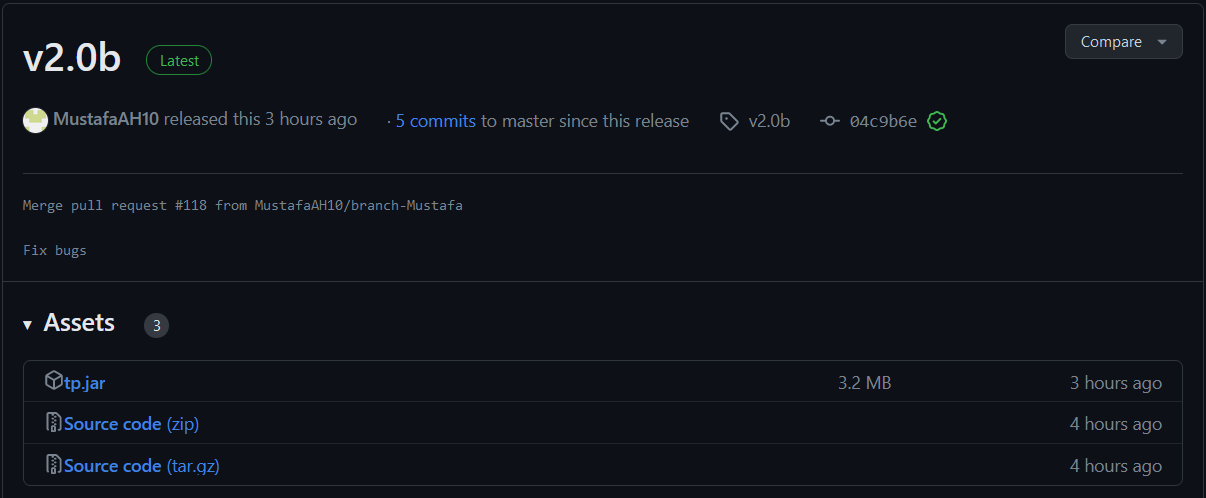 v2.0b Latest Compare
MustafaAH10 released this 3 hours ago · 5 commits to master since this release v2.0b 04c9b6e
Merge pull request #118 from MustafaAH10/branch-Mustafa
Fix bugs
Assets 3
tp.jar 3.2 MB 3 hours ago
Source code (zip) 4 hours ago
Source code (tar.gz) 4 hours ago